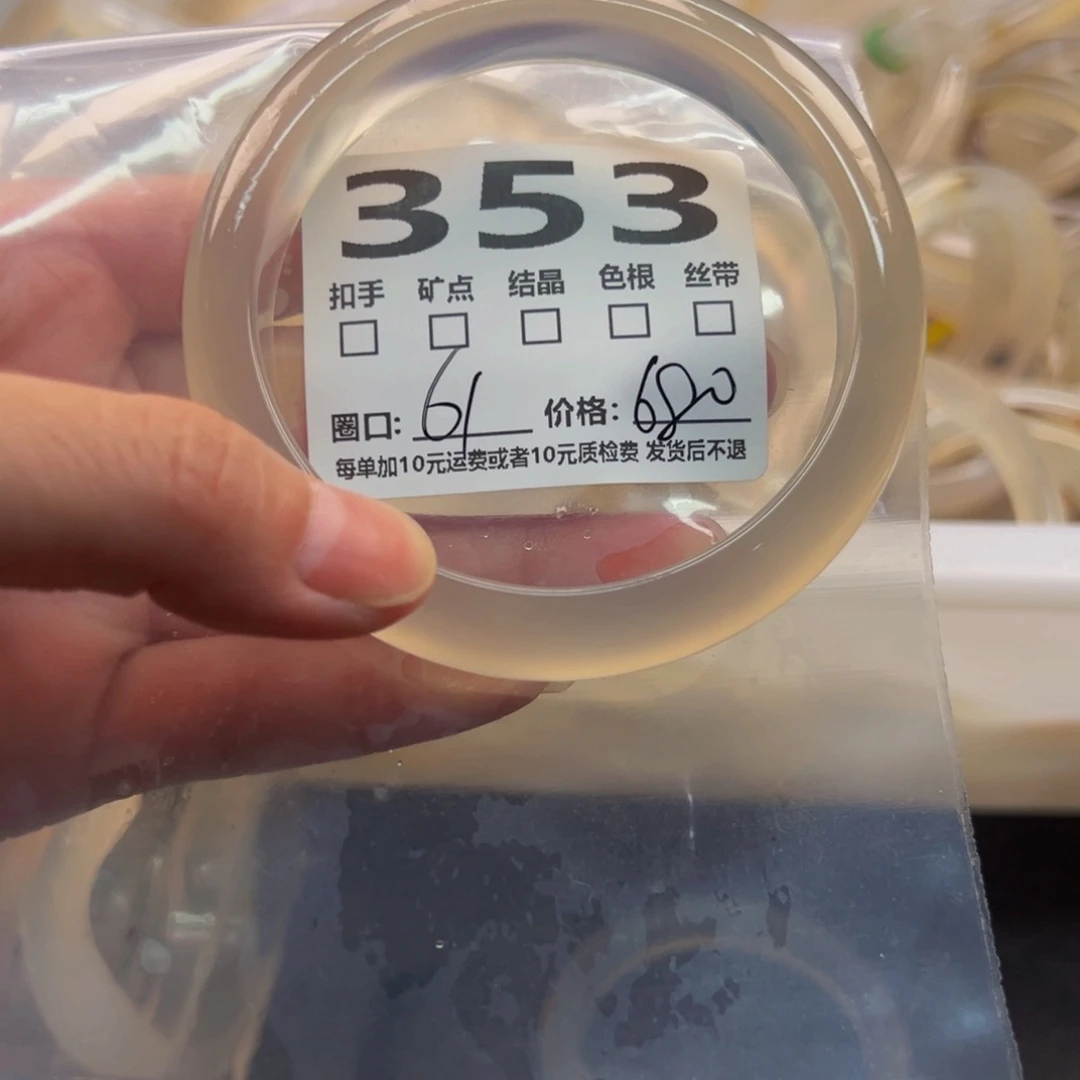 353
扣手 矿点 结晶 色根 丝带
圈口: 61 价格: 680
每单加10元运费或者10元质检费 发货后不退